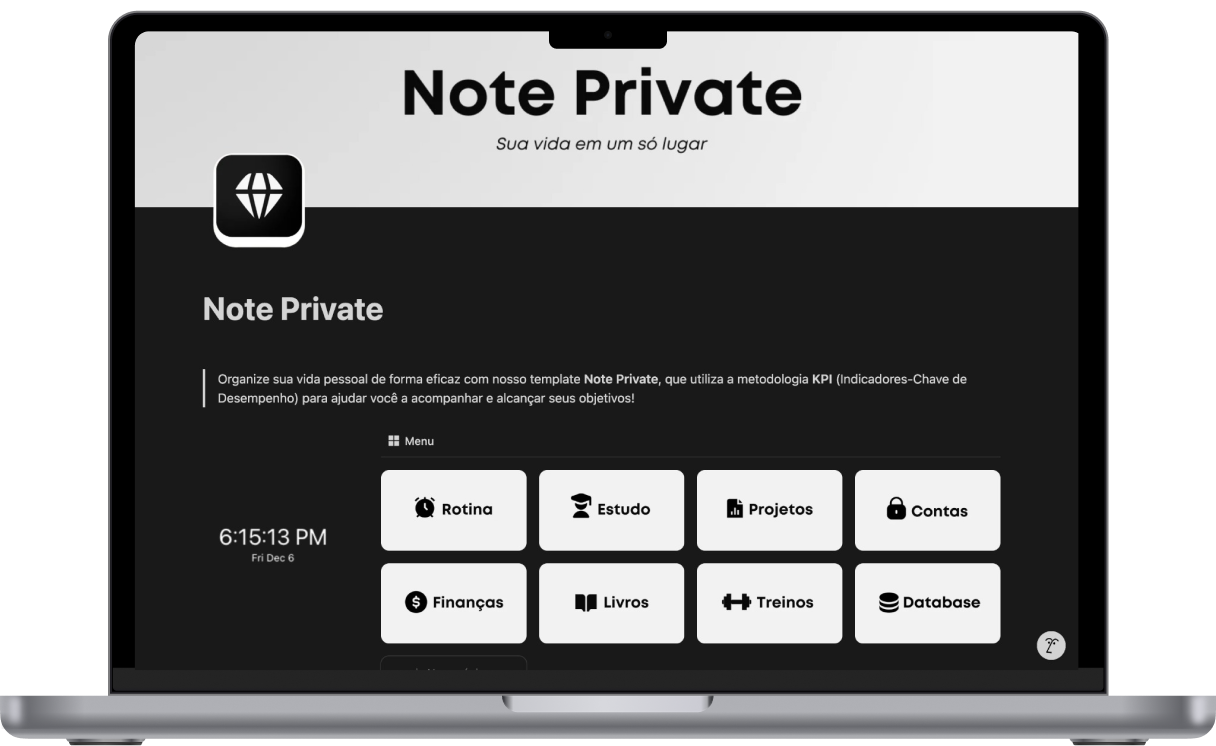 Note Private
Sua vida em um só lugar
Note Private
Organize sua vida pessoal de forma eficaz com nosso template Note Private, que utiliza a metodologia KPI (Indicadores-Chave de
Desempenho) para ajudar você a acompanhar e alcançar seus objetivos!
Menu
6:15:13 PM
Fri Dec 6
Rotina
Estudo
Projetos
Contas
Finanças
Livros
Treinos
Database